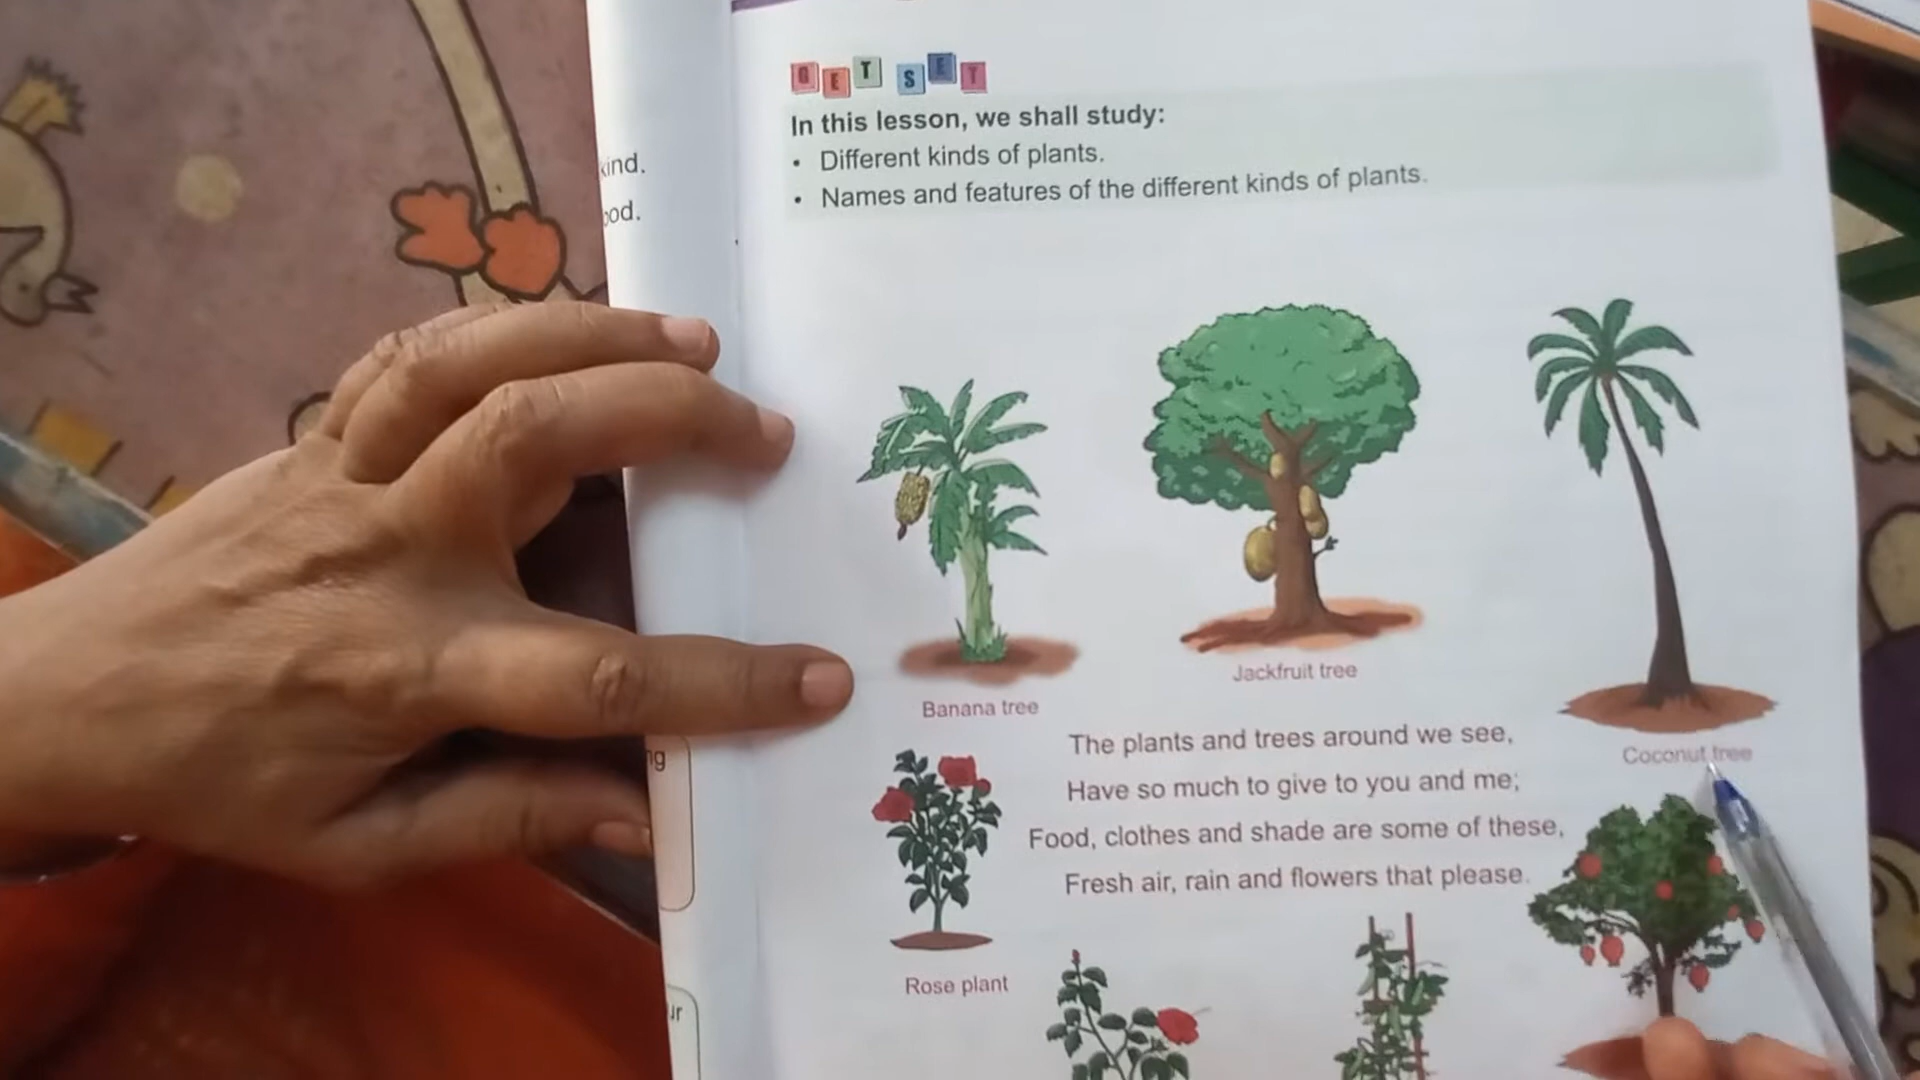 GET SET
In this lesson, we shall study:
• Different kinds of plants.
• Names and features of the different kinds of plants.
kind.
ood.
Jackfruit tree
Banana tree
Coconut tree
The plants and trees around we see,
Have so much to give to you and me;
Food, clothes and shade are some of these,
Fresh air, rain and flowers that please.
Rose plant
ng
ur